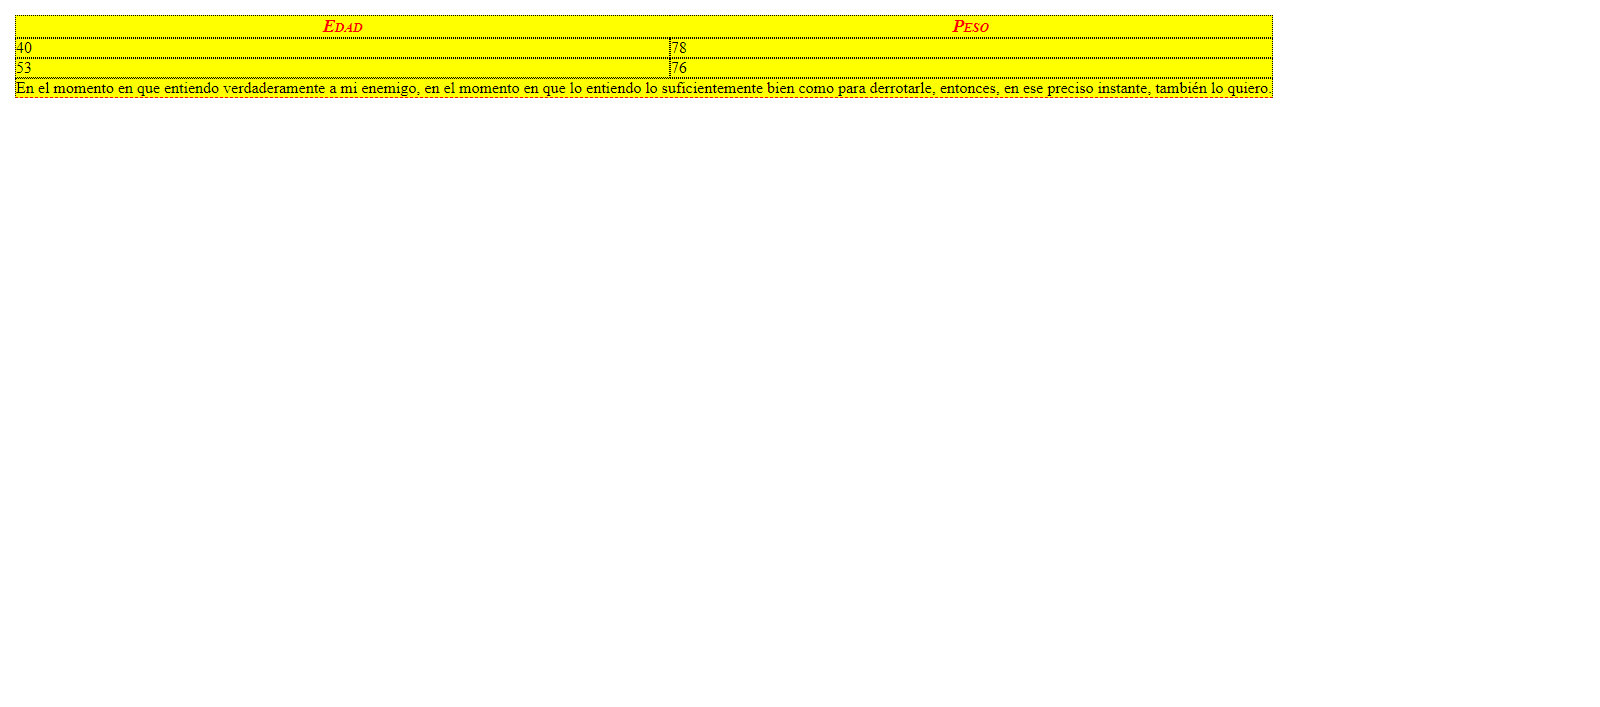 Edad Peso
40 78
53 76
En el momento en que entiendo verdaderamente a mi enemigo, en el momento en que lo entiendo lo suficientemente bien como para derrotarle, entonces, en ese preciso instante, también lo quiero.